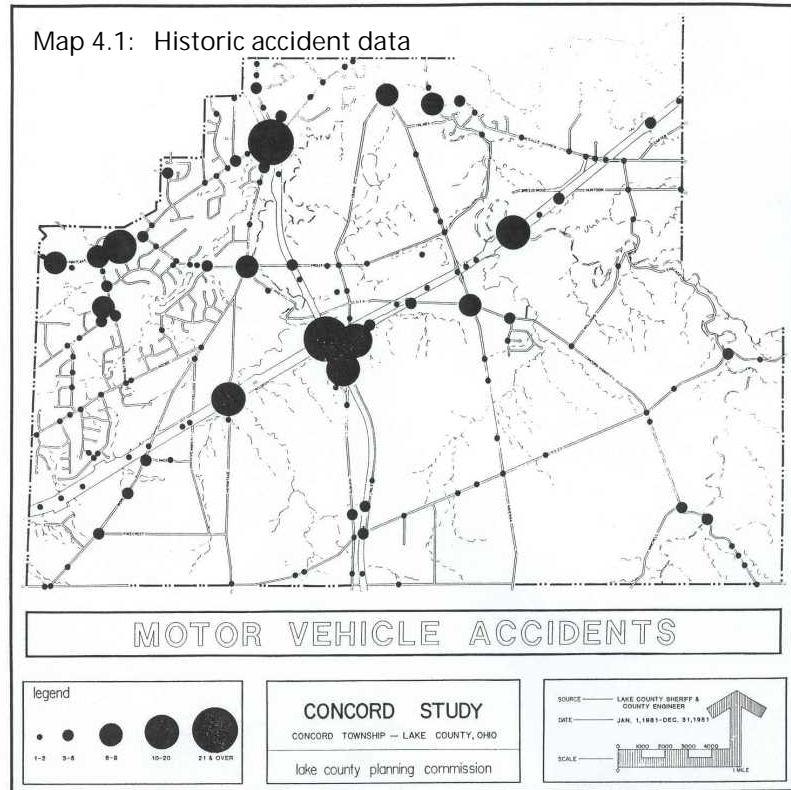 Map 4.1: Historic accident data
MOTOR VEHICLE ACCIDENTS
legend
1-2
3-5
6-9
10-20
21 & OVER
CONCORD STUDY
CONCORD TOWNSHIP — LAKE COUNTY, OHIO
lake county planning commission
SOURCE LAKE COUNTY SHERIFF &
COUNTY ENGINEER
DATE JAN. 1,1981-DEC. 31,1981
SCALE
0 1000 2000 3000 4000
0 1 MILE